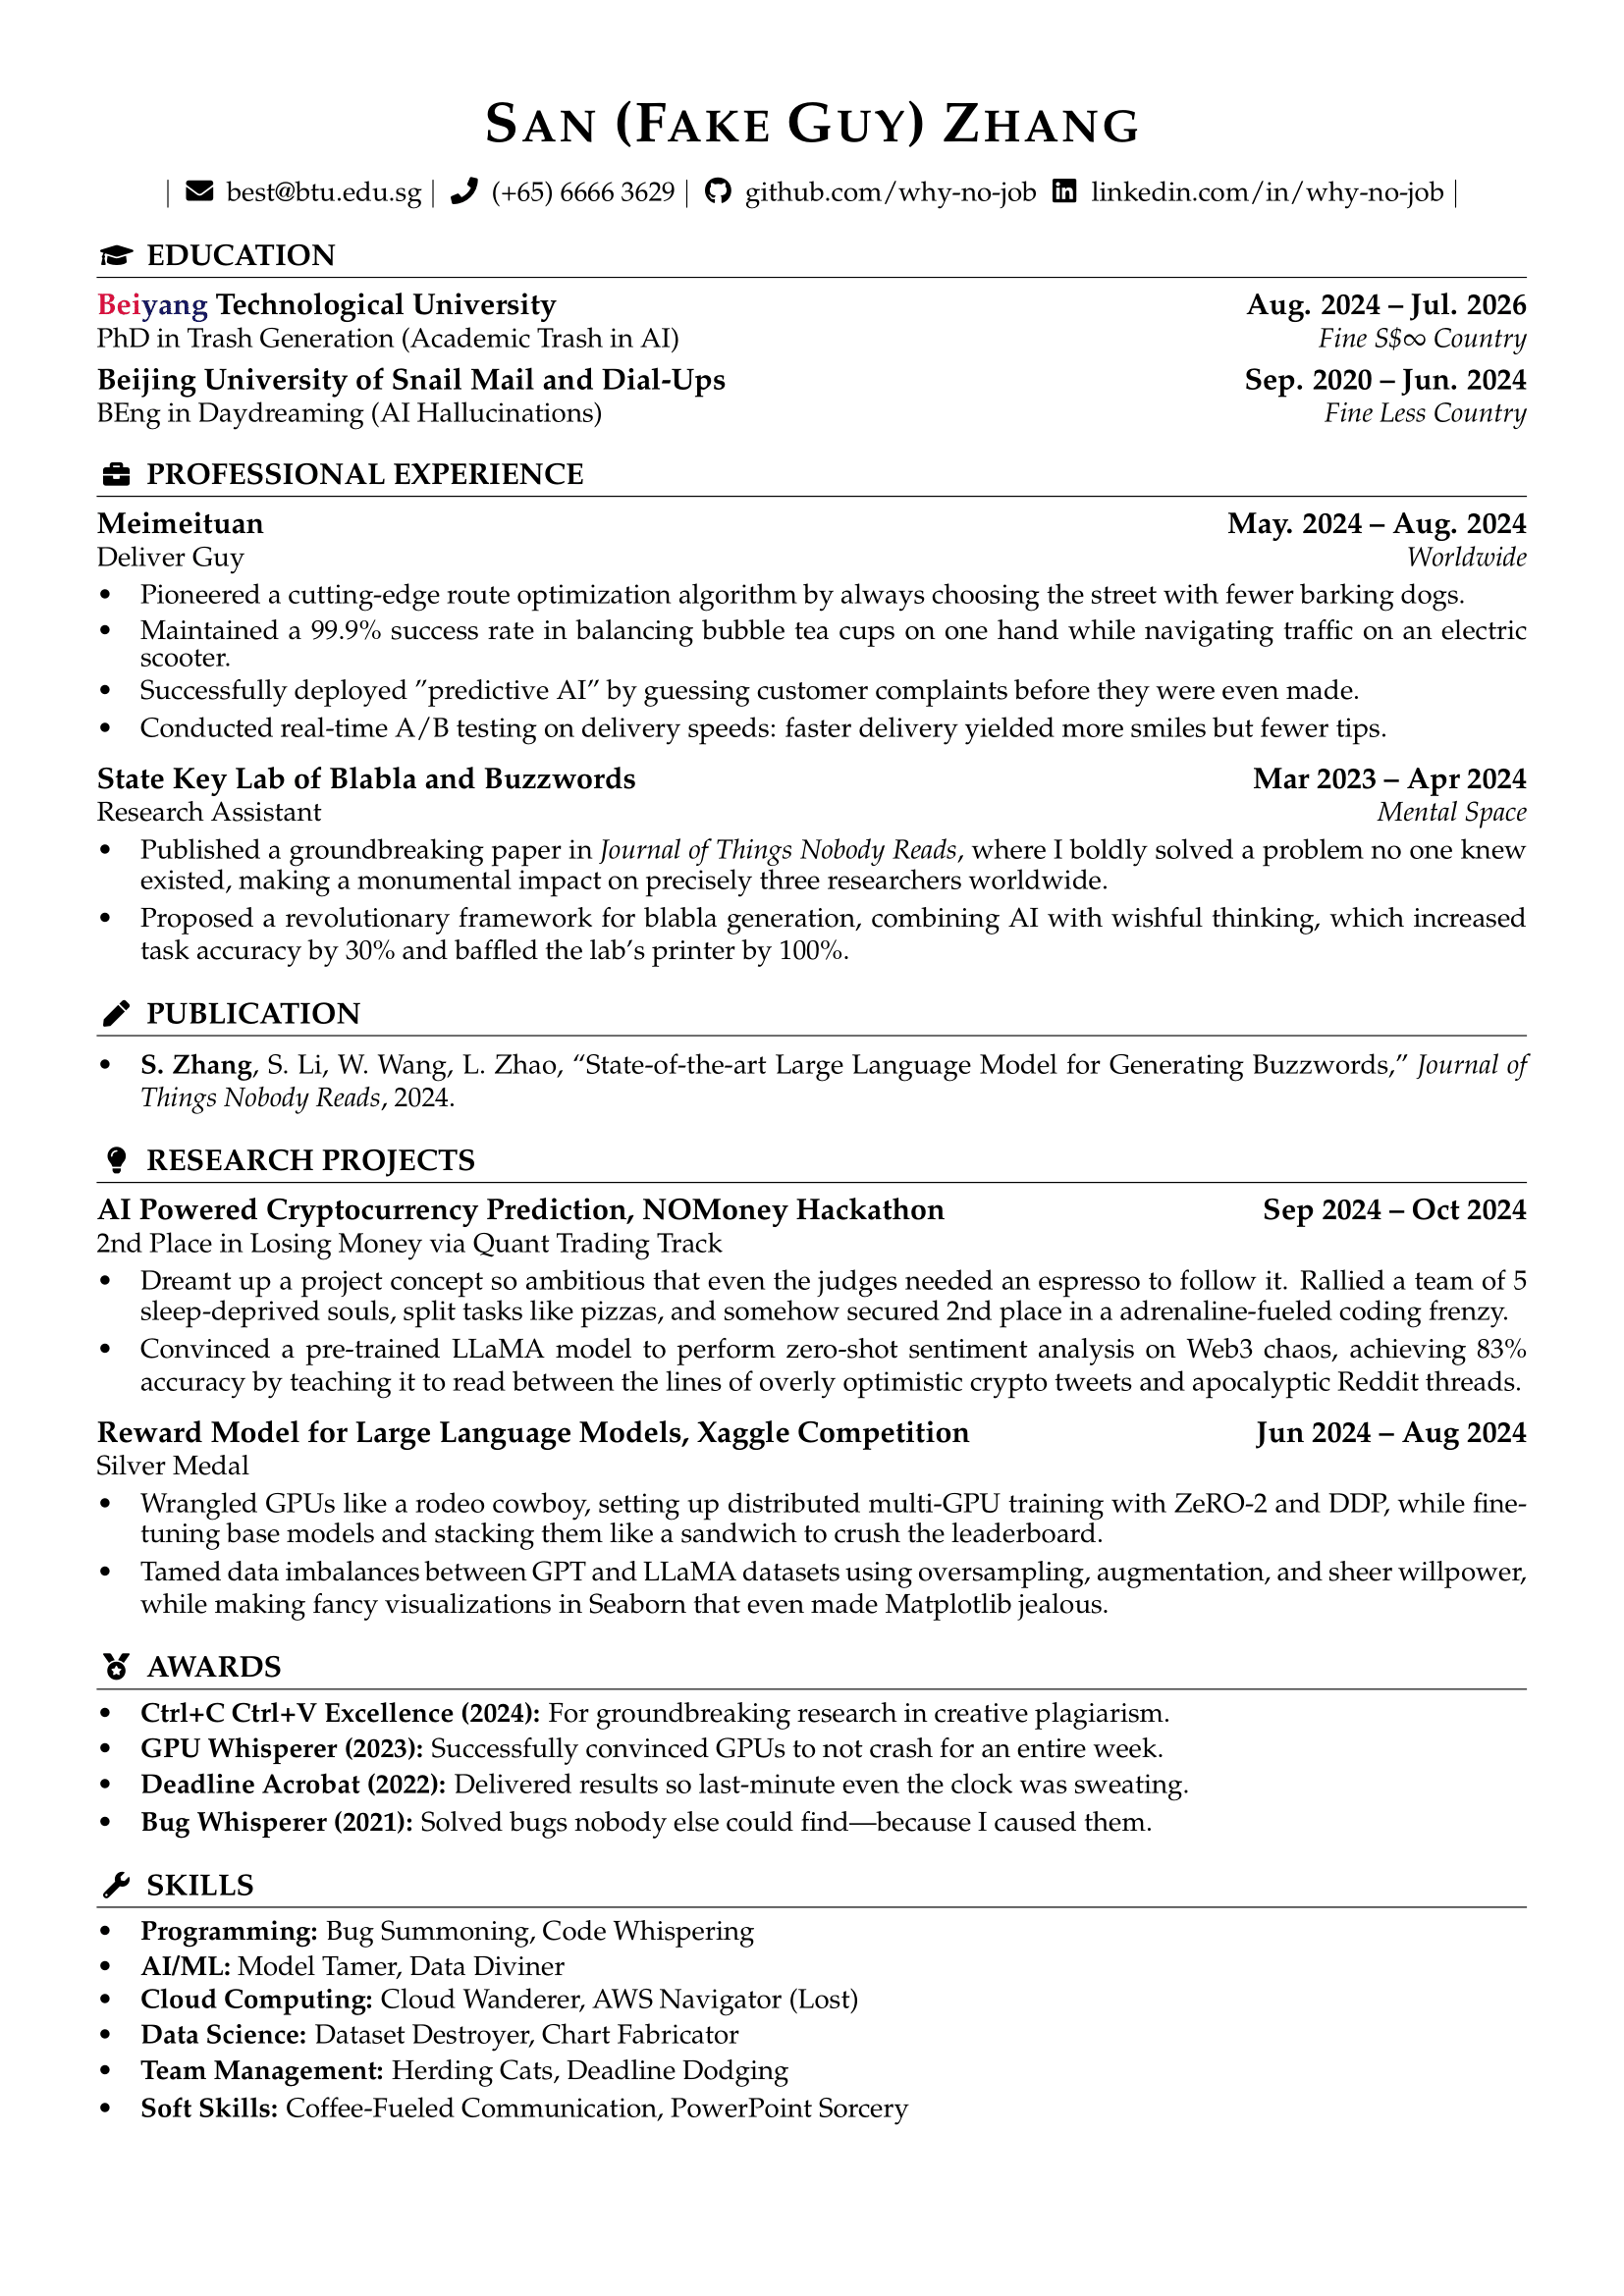 San (Fake Guy) Zhang
| best@btu.edu.sg | (+65) 6666 3629 | github.com/why-no-job linkedin.com/in/why-no-job |
EDUCATION
Beiyang Technological University Aug. 2024 – Jul. 2026
PhD in Trash Generation (Academic Trash in AI) Fine S$∞ Country
Beijing University of Snail Mail and Dial-Ups Sep. 2020 – Jun. 2024
BEng in Daydreaming (AI Hallucinations) Fine Less Country
PROFESSIONAL EXPERIENCE
Meimeituan May. 2024 – Aug. 2024
Deliver Guy Worldwide
• Pioneered a cutting-edge route optimization algorithm by always choosing the street with fewer barking dogs.
• Maintained a 99.9% success rate in balancing bubble tea cups on one hand while navigating traffic on an electric
scooter.
• Successfully deployed ”predictive AI” by guessing customer complaints before they were even made.
• Conducted real-time A/B testing on delivery speeds: faster delivery yielded more smiles but fewer tips.
State Key Lab of Blabla and Buzzwords Mar 2023 – Apr 2024
Research Assistant Mental Space
• Published a groundbreaking paper in Journal of Things Nobody Reads, where I boldly solved a problem no one knew
existed, making a monumental impact on precisely three researchers worldwide.
• Proposed a revolutionary framework for blabla generation, combining AI with wishful thinking, which increased
task accuracy by 30% and baffled the lab’s printer by 100%.
PUBLICATION
• S. Zhang, S. Li, W. Wang, L. Zhao, “State-of-the-art Large Language Model for Generating Buzzwords,” Journal of
Things Nobody Reads, 2024.
RESEARCH PROJECTS
AI Powered Cryptocurrency Prediction, NOMoney Hackathon Sep 2024 – Oct 2024
2nd Place in Losing Money via Quant Trading Track
• Dreamt up a project concept so ambitious that even the judges needed an espresso to follow it. Rallied a team of 5
sleep-deprived souls, split tasks like pizzas, and somehow secured 2nd place in a adrenaline-fueled coding frenzy.
• Convinced a pre-trained LLaMA model to perform zero-shot sentiment analysis on Web3 chaos, achieving 83%
accuracy by teaching it to read between the lines of overly optimistic crypto tweets and apocalyptic Reddit threads.
Reward Model for Large Language Models, Xaggle Competition Jun 2024 – Aug 2024
Silver Medal
• Wrangled GPUs like a rodeo cowboy, setting up distributed multi-GPU training with ZeRO-2 and DDP, while fine-
tuning base models and stacking them like a sandwich to crush the leaderboard.
• Tamed data imbalances between GPT and LLaMA datasets using oversampling, augmentation, and sheer willpower,
while making fancy visualizations in Seaborn that even made Matplotlib jealous.
AWARDS
• Ctrl+C Ctrl+V Excellence (2024): For groundbreaking research in creative plagiarism.
• GPU Whisperer (2023): Successfully convinced GPUs to not crash for an entire week.
• Deadline Acrobat (2022): Delivered results so last-minute even the clock was sweating.
• Bug Whisperer (2021): Solved bugs nobody else could find—because I caused them.
SKILLS
• Programming: Bug Summoning, Code Whispering
• AI/ML: Model Tamer, Data Diviner
• Cloud Computing: Cloud Wanderer, AWS Navigator (Lost)
• Data Science: Dataset Destroyer, Chart Fabricator
• Team Management: Herding Cats, Deadline Dodging
• Soft Skills: Coffee-Fueled Communication, PowerPoint Sorcery